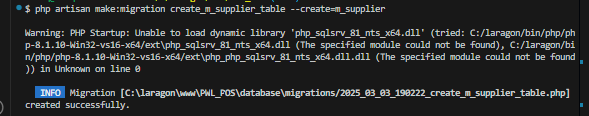 $ php artisan make:migration create_m_supplier_table --create=m_supplier
Warning: PHP Startup: Unable to load dynamic library 'php_sqlsrv_81_nts_x64.dll' (tried: C:/laragon/bin/php/ph
p-8.1.10-Win32-vs16-x64/ext\php_sqlsrv_81_nts_x64.dll (The specified module could not be found), C:/laragon/bi
n/php/php-8.1.10-Win32-vs16-x64/ext\php_php_sqlsrv_81_nts_x64.dll.dll (The specified module could not be found
)) in Unknown on line 0
INFO Migration [C:\laragon\www\PWL_POS\database\migrations/2025_03_03_190222_create_m_supplier_table.php]
created successfully.